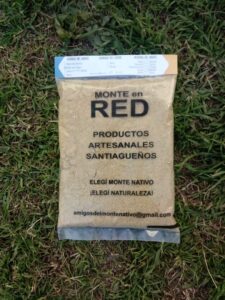 MONTE en
RED
PRODUCTOS
ARTESANALES
SANTIAGUEÑOS
ELEGÍ MONTE NATIVO
¡ELEGÍ NATURALEZA!
amigosdelmontenativo@gmail.com